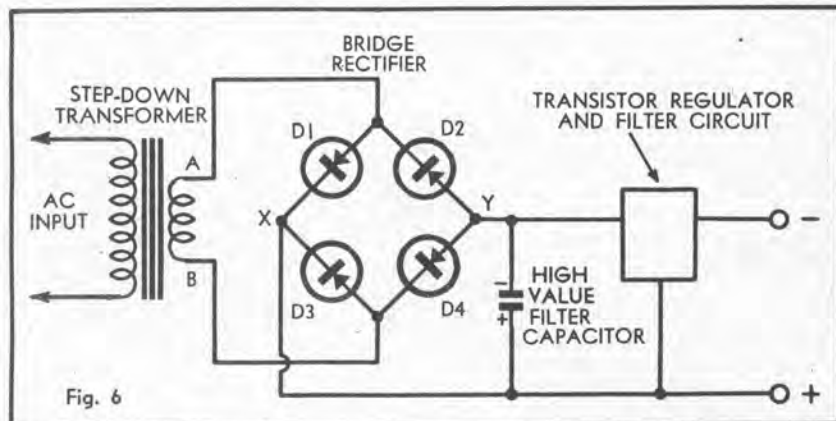 BRIDGE
RECTIFIER
STEP-DOWN
TRANSFORMER
TRANSISTOR REGULATOR
AND FILTER CIRCUIT
D1
D2
A
AC
INPUT
X
Y
-
B
-
+
HIGH
VALUE
FILTER
CAPACITOR
D3
D4
Fig. 6
+